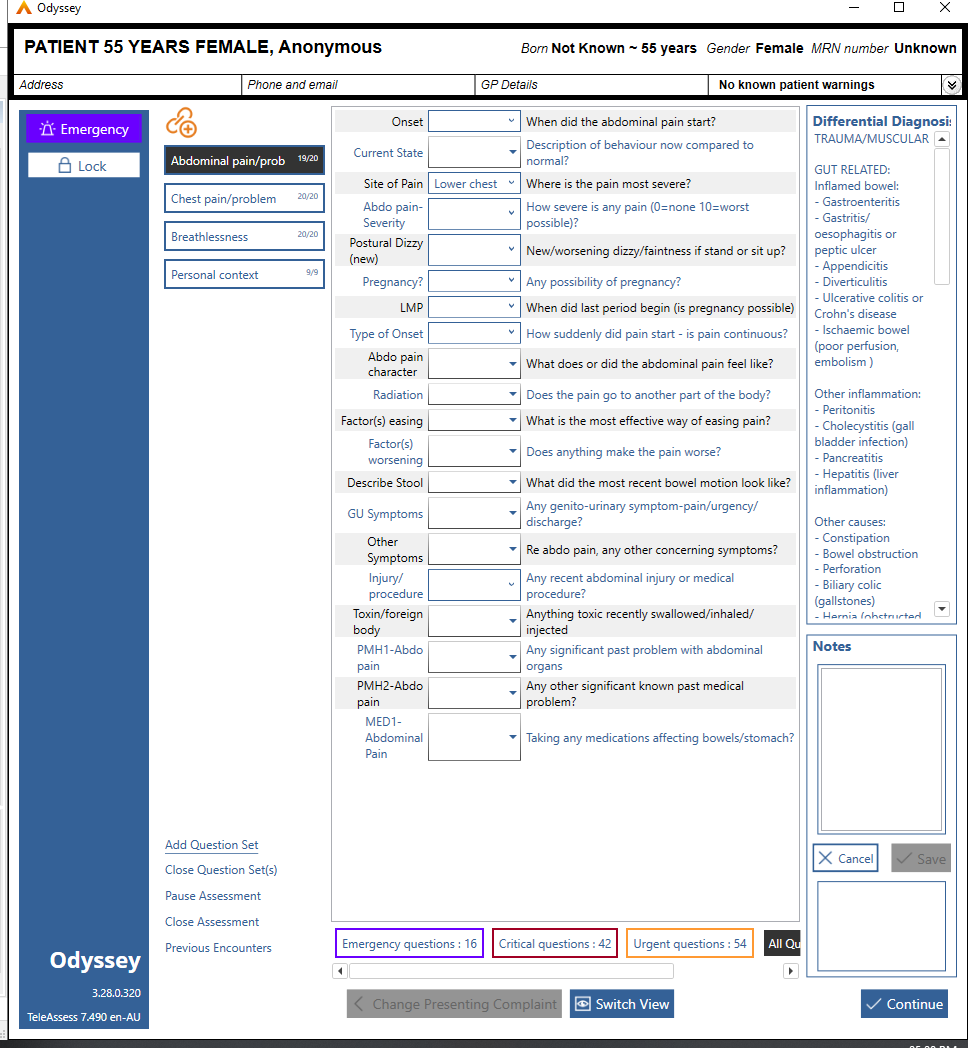 Odyssey
PATIENT 55 YEARS FEMALE, Anonymous
Born Not Known ~ 55 years Gender Female MRN number Unknown
Address
Phone and email
GP Details
No known patient warnings
Emergency
Lock
Odyssey
3.28.0.320
TeleAssess 7.490 en-AU
Abdominal pain/prob 19/20
Chest pain/problem 20/20
Breathlessness 20/20
Personal context 9/9
Add Question Set
Close Question Set(s)
Pause Assessment
Close Assessment
Previous Encounters
Onset
When did the abdominal pain start?
Current State
Description of behaviour now compared to
normal?
Site of Pain
Lower chest
Where is the pain most severe?
Abdo pain-
Severity
How severe is any pain (0=none 10=worst
possible)?
Postural Dizzy
(new)
New/worsening dizzy/faintness if stand or sit up?
Pregnancy?
Any possibility of pregnancy?
LMP
When did last period begin (is pregnancy possible)
Type of Onset
How suddenly did pain start - is pain continuous?
Abdo pain
character
What does or did the abdominal pain feel like?
Radiation
Does the pain go to another part of the body?
Factor(s) easing
What is the most effective way of easing pain?
Factor(s)
worsening
Does anything make the pain worse?
Describe Stool
What did the most recent bowel motion look like?
GU Symptoms
Any genito-urinary symptom-pain/urgency/
discharge?
Other
Symptoms
Re abdo pain, any other concerning symptoms?
Injury/
procedure
Any recent abdominal injury or medical
procedure?
Toxin/foreign
body
Anything toxic recently swallowed/inhaled/
injected
PMH1-Abdo
pain
Any significant past problem with abdominal
organs
PMH2-Abdo
pain
Any other significant known past medical
problem?
MED1-
Abdominal
Pain
Taking any medications affecting bowels/stomach?
Emergency questions : 16
Critical questions : 42
Urgent questions : 54
All Qu
Change Presenting Complaint
Switch View
Differential Diagnosis
TRAUMA/MUSCULAR
GUT RELATED:
Inflamed bowel:
- Gastroenteritis
- Gastritis/
oesophagitis or
peptic ulcer
- Appendicitis
- Diverticulitis
- Ulcerative colitis or
Crohn's disease
- Ischaemic bowel
(poor perfusion,
embolism )
Other inflammation:
- Peritonitis
- Cholecystitis (gall
bladder infection)
- Pancreatitis
- Hepatitis (liver
inflammation)
Other causes:
- Constipation
- Bowel obstruction
- Perforation
- Biliary colic
(gallstones)
- Hernia (obstructed
Notes
Cancel
Save
Continue